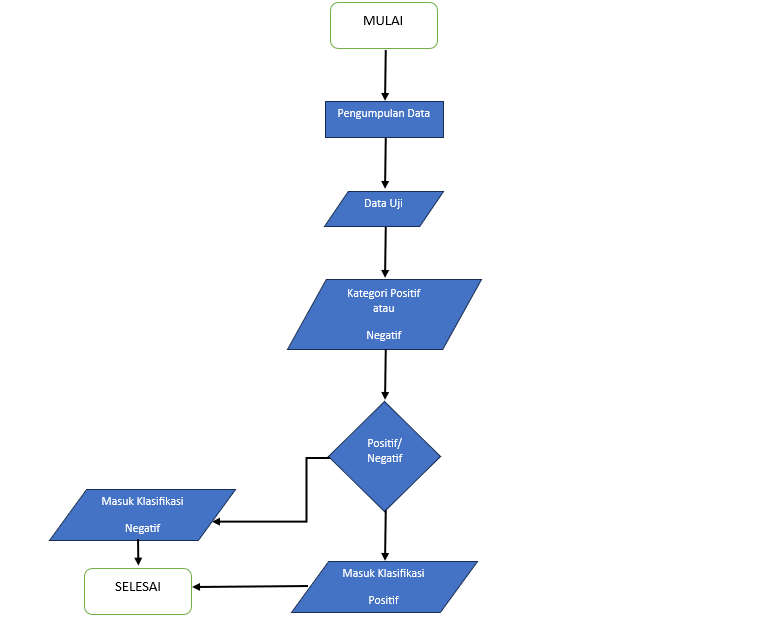 MULAI
Pengumpulan Data
Data Uji
Kategori Positif
atau
Negatif
Positif/
Negatif
Masuk Klasifikasi
Negatif
Masuk Klasifikasi
Positif
SELESAI